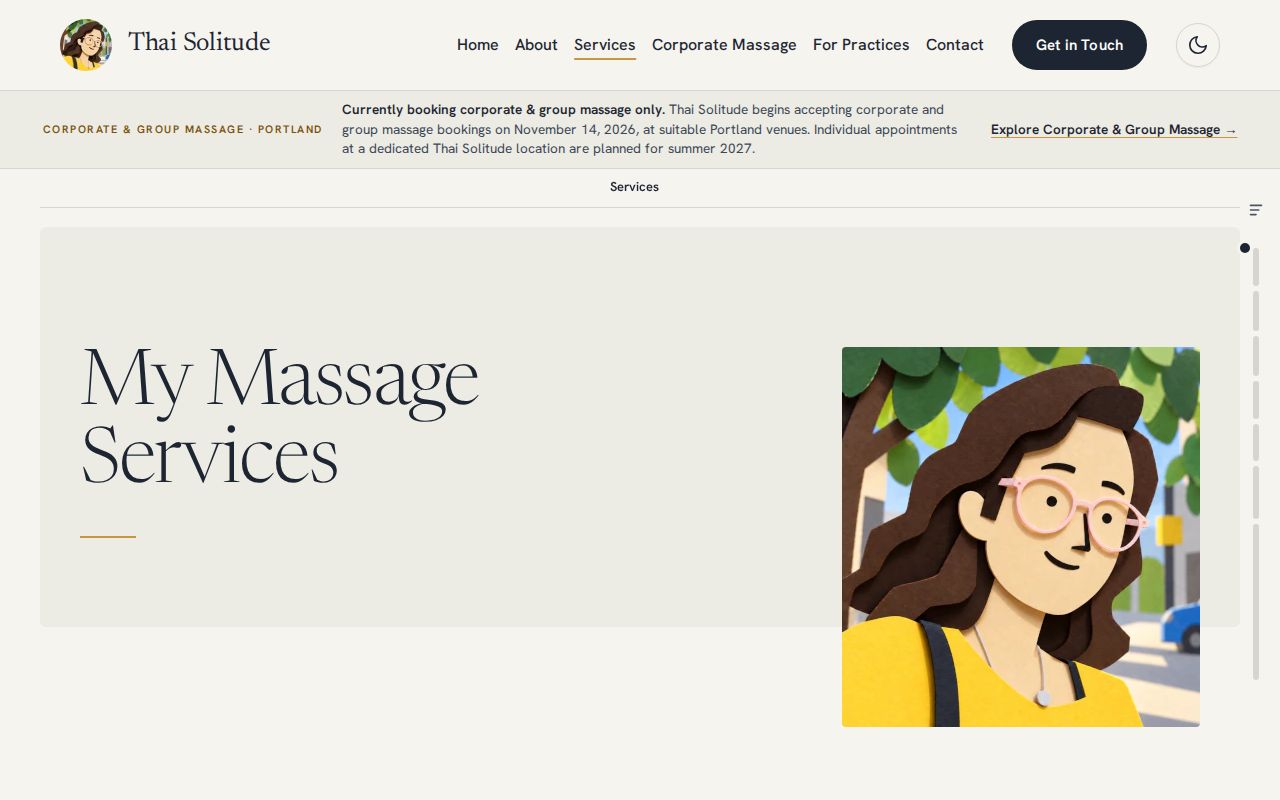 Thai Solitude
Home About Services Corporate Massage For Practices Contact Get in Touch
CORPORATE & GROUP MASSAGE · PORTLAND
Currently booking corporate & group massage only. Thai Solitude begins accepting corporate and
group massage bookings on November 14, 2026, at suitable Portland venues. Individual appointments
at a dedicated Thai Solitude location are planned for summer 2027.
Explore Corporate & Group Massage →
Services
My Massage
Services